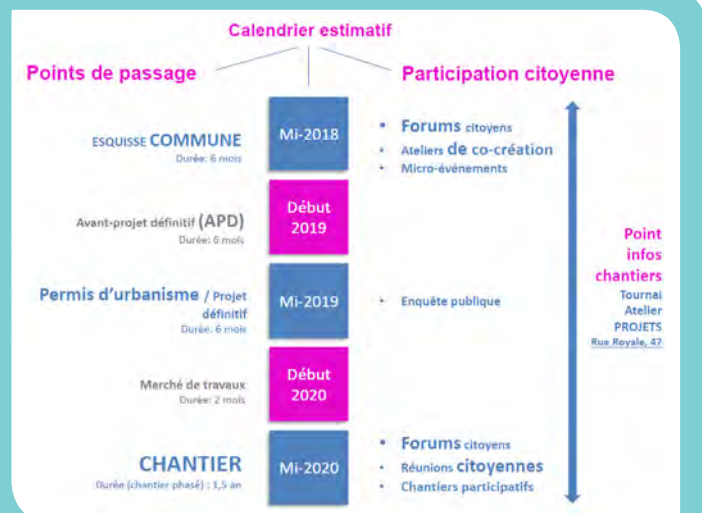 Calendrier estimatif
Points de passage
Participation citoyenne
ESQUISSE COMMUNE
Durée: 6 mois
Mi-2018
• Forums citoyens
• Ateliers de co-création
• Micro-événements
Avant-projet définitif (APD)
Durée: 6 mois
Début
2019
Permis d'urbanisme / Projet
définitif
Durée: 6 mois
Mi-2019
• Enquête publique
Merché de travaux
Durée: 2 mois
Début
2020
CHANTIER
Durée (chantier phasé) : 1,5 an
Mi-2020
• Forums citoyens
• Réunions citoyennes
• Chantiers participatifs
Point
infos
chantiers
Tournai
Atelier
PROJETS
Rue Royale, 47